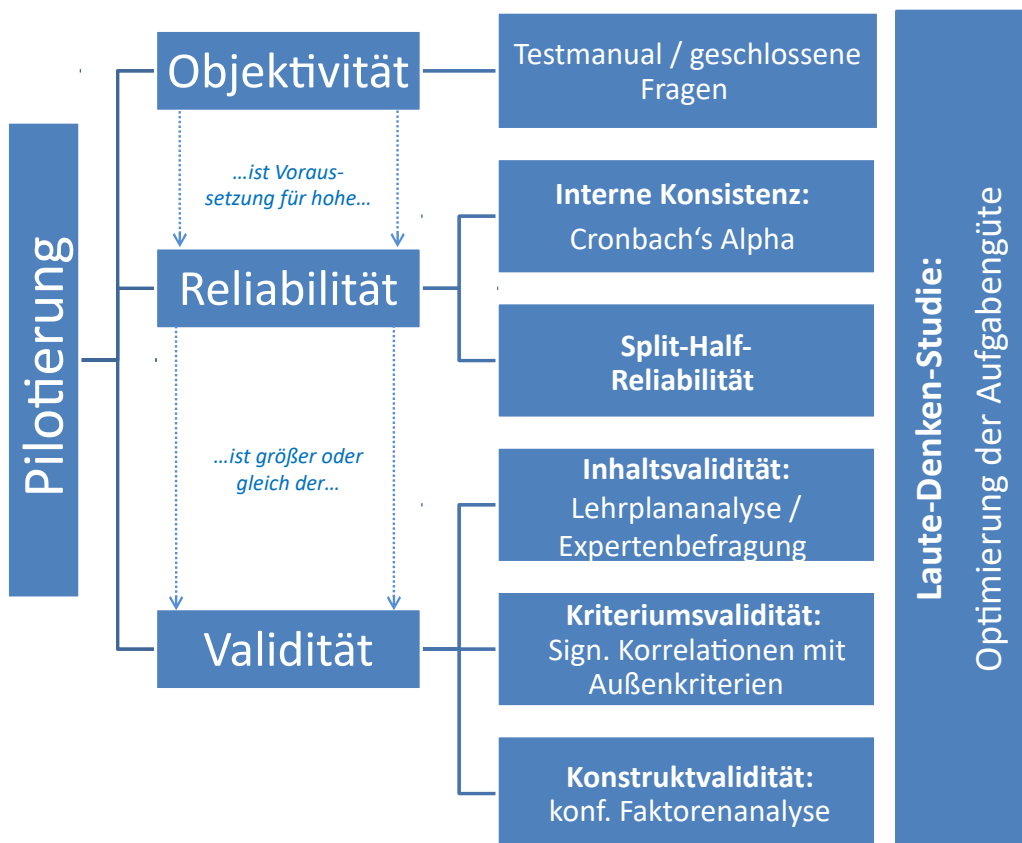 Pilotierung
Objektivität
…ist Voraus-
setzung für hohe…
Reliabilität
…ist größer oder
gleich der…
Validität
Testmanual / geschlossene
Fragen
Interne Konsistenz:
Cronbach‘s Alpha
Split-Half-
Reliabilität
Inhaltsvalidität:
Lehrplananalyse /
Expertenbefragung
Kriteriumsvalidität:
Sign. Korrelationen mit
Außenkriterien
Konstruktvalidität:
konf. Faktorenanalyse
Laute-Denken-Studie:
Optimierung der Aufgabengüte